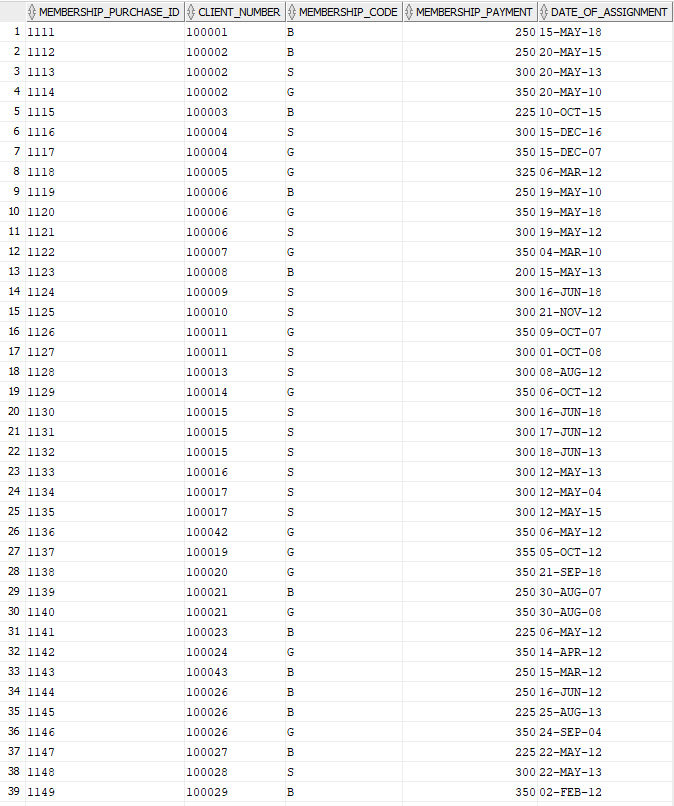 MEMBERSHIP_PURCHASE_ID CLIENT_NUMBER MEMBERSHIP_CODE MEMBERSHIP_PAYMENT DATE_OF_ASSIGNMENT
1 1111 100001 B 250 15-MAY-18
2 1112 100002 B 250 20-MAY-15
3 1113 100002 S 300 20-MAY-13
4 1114 100002 G 350 20-MAY-10
5 1115 100003 B 225 10-OCT-15
6 1116 100004 S 300 15-DEC-16
7 1117 100004 G 350 15-DEC-07
8 1118 100005 G 325 06-MAR-12
9 1119 100006 B 250 19-MAY-10
10 1120 100006 G 350 19-MAY-18
11 1121 100006 S 300 19-MAY-12
12 1122 100007 G 350 04-MAR-10
13 1123 100008 B 200 15-MAY-13
14 1124 100009 S 300 16-JUN-18
15 1125 100010 S 300 21-NOV-12
16 1126 100011 G 350 09-OCT-07
17 1127 100011 S 300 01-OCT-08
18 1128 100013 S 300 08-AUG-12
19 1129 100014 G 350 06-OCT-12
20 1130 100015 S 300 16-JUN-18
21 1131 100015 S 300 17-JUN-12
22 1132 100015 S 300 18-JUN-13
23 1133 100016 S 300 12-MAY-13
24 1134 100017 S 300 12-MAY-04
25 1135 100017 S 300 12-MAY-15
26 1136 100042 G 350 06-MAY-12
27 1137 100019 G 355 05-OCT-12
28 1138 100020 G 350 21-SEP-18
29 1139 100021 B 250 30-AUG-07
30 1140 100021 G 350 30-AUG-08
31 1141 100023 B 225 06-MAY-12
32 1142 100024 G 350 14-APR-12
33 1143 100043 B 250 15-MAR-12
34 1144 100026 B 250 16-JUN-12
35 1145 100026 B 225 25-AUG-13
36 1146 100026 G 350 24-SEP-04
37 1147 100027 B 225 22-MAY-12
38 1148 100028 S 300 22-MAY-13
39 1149 100029 B 350 02-FEB-12